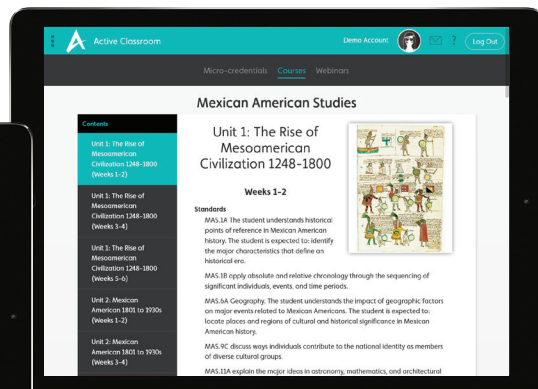 Active Classroom
Demo Account
?
Log Out
Micro-credentials Courses Webinars
Mexican American Studies
Contents
Unit 1: The Rise of
Mesoamerican
Civilization 1248-1800
(Weeks 1-2)
Unit 1: The Rise of
Mesoamerican
Civilization 1248-1800
(Weeks 3-4)
Unit 1: The Rise of
Mesoamerican
Civilization 1248-1800
(Weeks 5-6)
Unit 2: Mexican
American 1801 to 1930s
(Weeks 1-2)
Unit 2: Mexican
American 1801 to 1930s
(Weeks 3-4)
Unit 1: The Rise of
Mesoamerican
Civilization 1248-1800
Weeks 1-2
Standards
MAS.1A The student understands historical
points of reference in Mexican American
history. The student is expected to: identify
the major characteristics that define an
historical era.
MAS.1B apply absolute and relative chronology through the sequencing of
significant individuals, events, and time periods.
MAS.6A Geography. The student understands the impact of geographic factors
on major events related to Mexican Americans. The student is expected to:
locate places and regions of cultural and historical significance in Mexican
American history.
MAS.9C discuss ways individuals contribute to the national identity as members
of diverse cultural groups.
MAS.11A explain the major ideas in astronomy, mathematics, and architectural